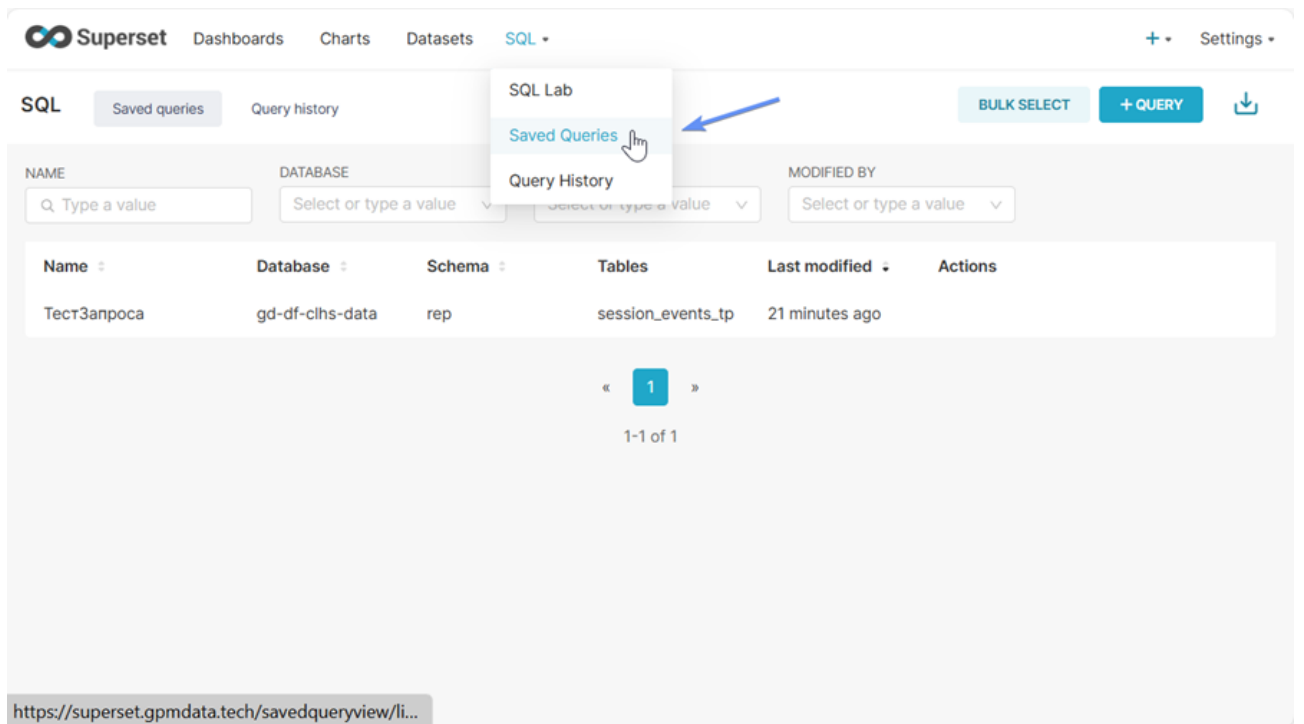 Superset Dashboards Charts Datasets SQL Settings
SQL Saved queries Query history BULK SELECT + QUERY
SQL Lab
Saved Queries
Query History
NAME DATABASE MODIFIED BY
Type a value Select or type a value Select or type a value Select or type a value
Name Database Schema Tables Last modified Actions
ТестЗапроса gd-df-clhs-data rep session_events_tp 21 minutes ago
« 1 »
1-1 of 1
https://superset.gpmdata.tech/savedqueryview/li...